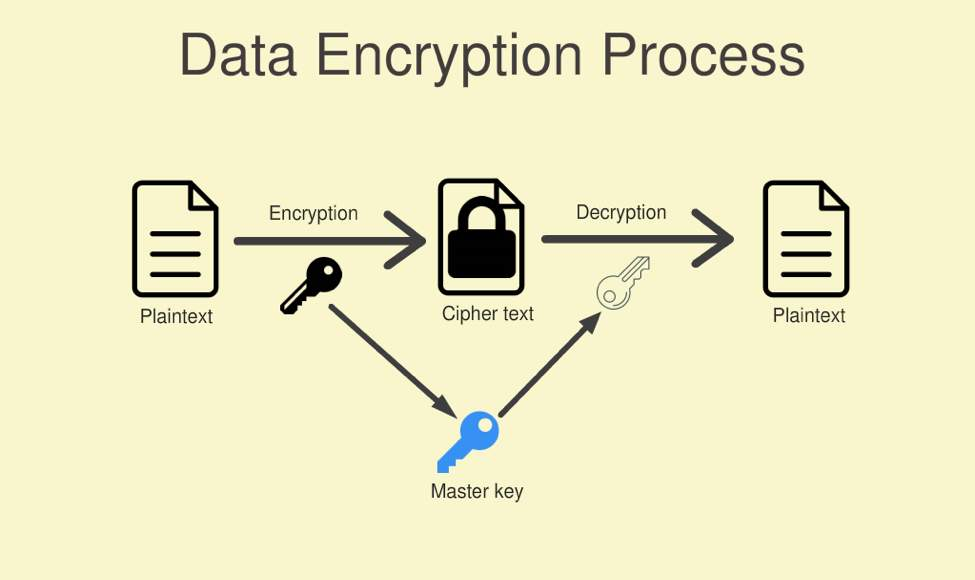 Data Encryption Process
Encryption
Decryption
Plaintext
Cipher text
Plaintext
Master key